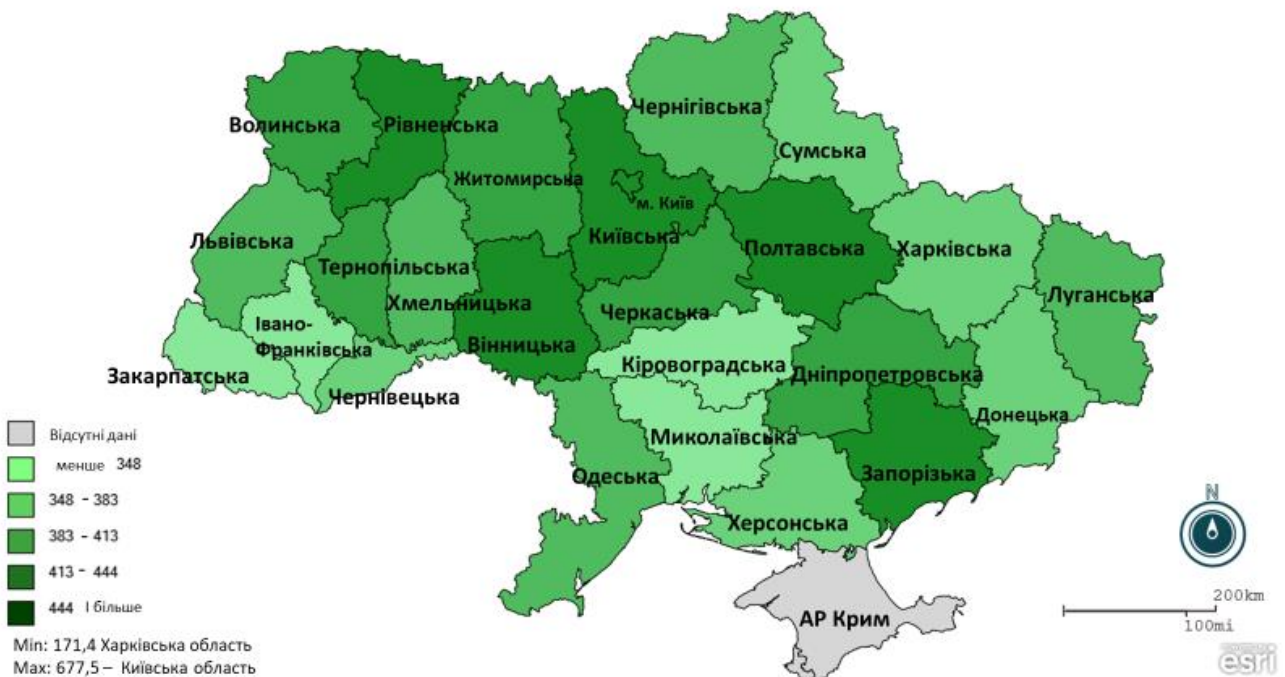 Чернігівська
Волинська
Рівненська
Сумська
Житомирська
м. Київ
Київська
Львівська
Полтавська
Харківська
Тернопільська
Хмельницька
Луганська
Черкаська
Івано-
Франківська
Вінницька
Кіровоградська
Закарпатська
Дніпропетровська
Чернівецька
Донецька
Миколаївська
Одеська
Запорізька
Херсонська
АР Крим
Відсутні дані
менше 348
348 - 383
383 - 413
413 - 444
444 І більше
Min: 171,4 Харківська область
Max: 677,5 – Київська область
N
200km
100mi
esri